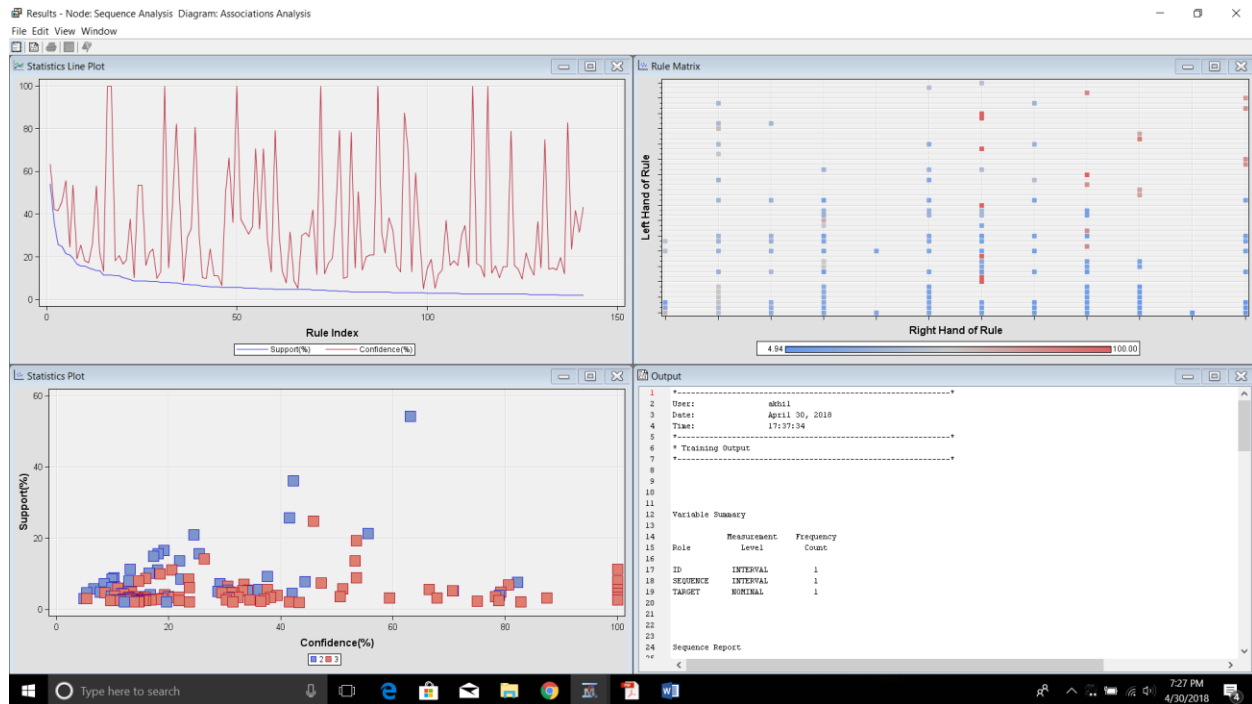 Results - Node: Sequence Analysis Diagram: Associations Analysis
File Edit View Window
Statistics Line Plot
100
80
60
40
20
0
0
50
100
150
Rule Index
Support(%) Confidence(%)
Rule Matrix
Left Hand of Rule
Right Hand of Rule
4.94 100.00
Statistics Plot
60
40
20
0
Support(%)
0
20
40
60
80
100
Confidence(%)
2 3
Output
1 *------------------------------------------------------------*
2 User: akhil
3 Date: April 30, 2018
4 Time: 17:37:34
5 *------------------------------------------------------------*
6 * Training Output
7 *------------------------------------------------------------*
8
9
10
11
12 Variable Summary
13
14 Measurement Frequency
15 Role Level Count
16
17 ID INTERVAL 1
18 SEQUENCE INTERVAL 1
19 TARGET NOMINAL 1
20
21
22
23
24 Sequence Report
25
Type here to search
7:27 PM
4/30/2018
4